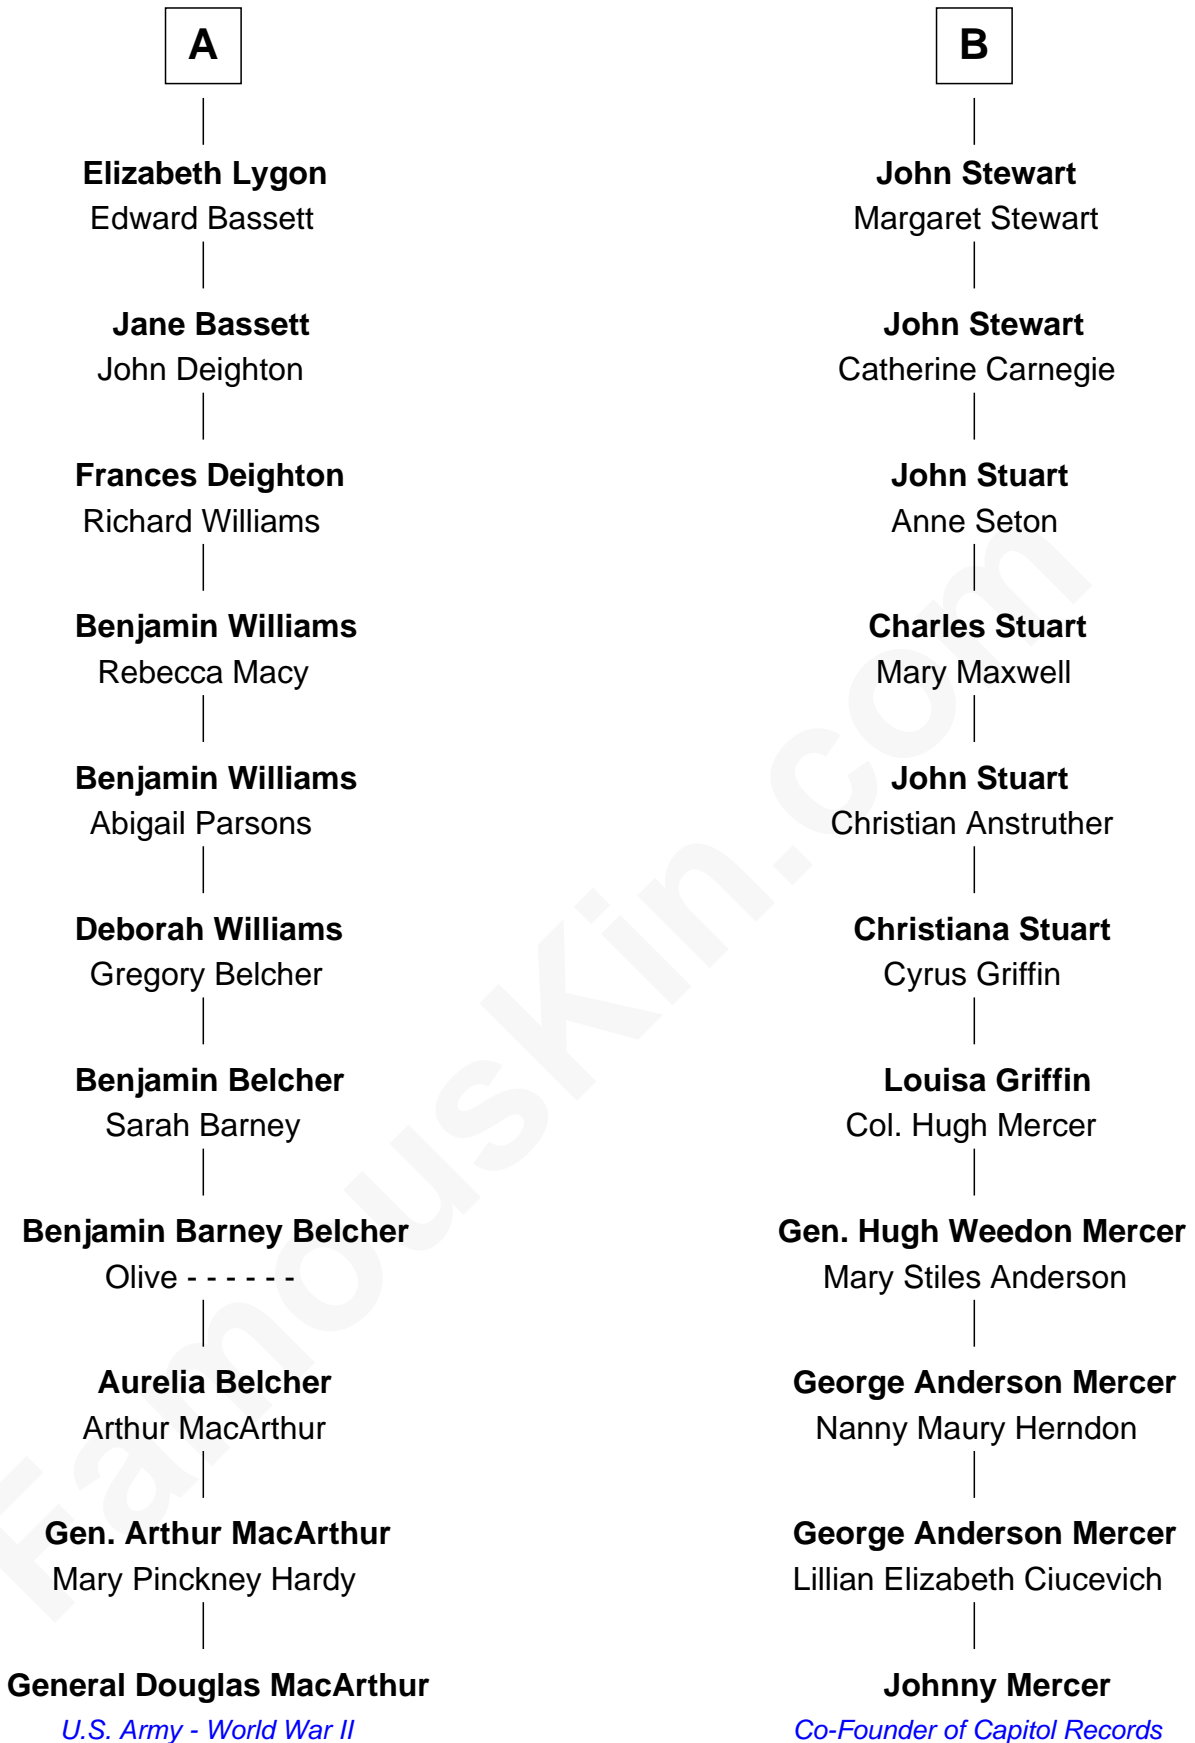 A
B
Elizabeth Lygon
Edward Bassett
John Stewart
Margaret Stewart
Jane Bassett
John Deighton
John Stewart
Catherine Carnegie
Frances Deighton
Richard Williams
John Stuart
Anne Seton
Benjamin Williams
Rebecca Macy
Charles Stuart
Mary Maxwell
Benjamin Williams
Abigail Parsons
John Stuart
Christian Anstruther
Deborah Williams
Gregory Belcher
Christiana Stuart
Cyrus Griffin
Benjamin Belcher
Sarah Barney
Louisa Griffin
Col. Hugh Mercer
Benjamin Barney Belcher
Olive - - - - - -
Gen. Hugh Weedon Mercer
Mary Stiles Anderson
Aurelia Belcher
Arthur MacArthur
George Anderson Mercer
Nanny Maury Herndon
Gen. Arthur MacArthur
Mary Pinckney Hardy
George Anderson Mercer
Lillian Elizabeth Ciucevich
General Douglas MacArthur
U.S. Army - World War II
Johnny Mercer
Co-Founder of Capitol Records
FamousKin.com